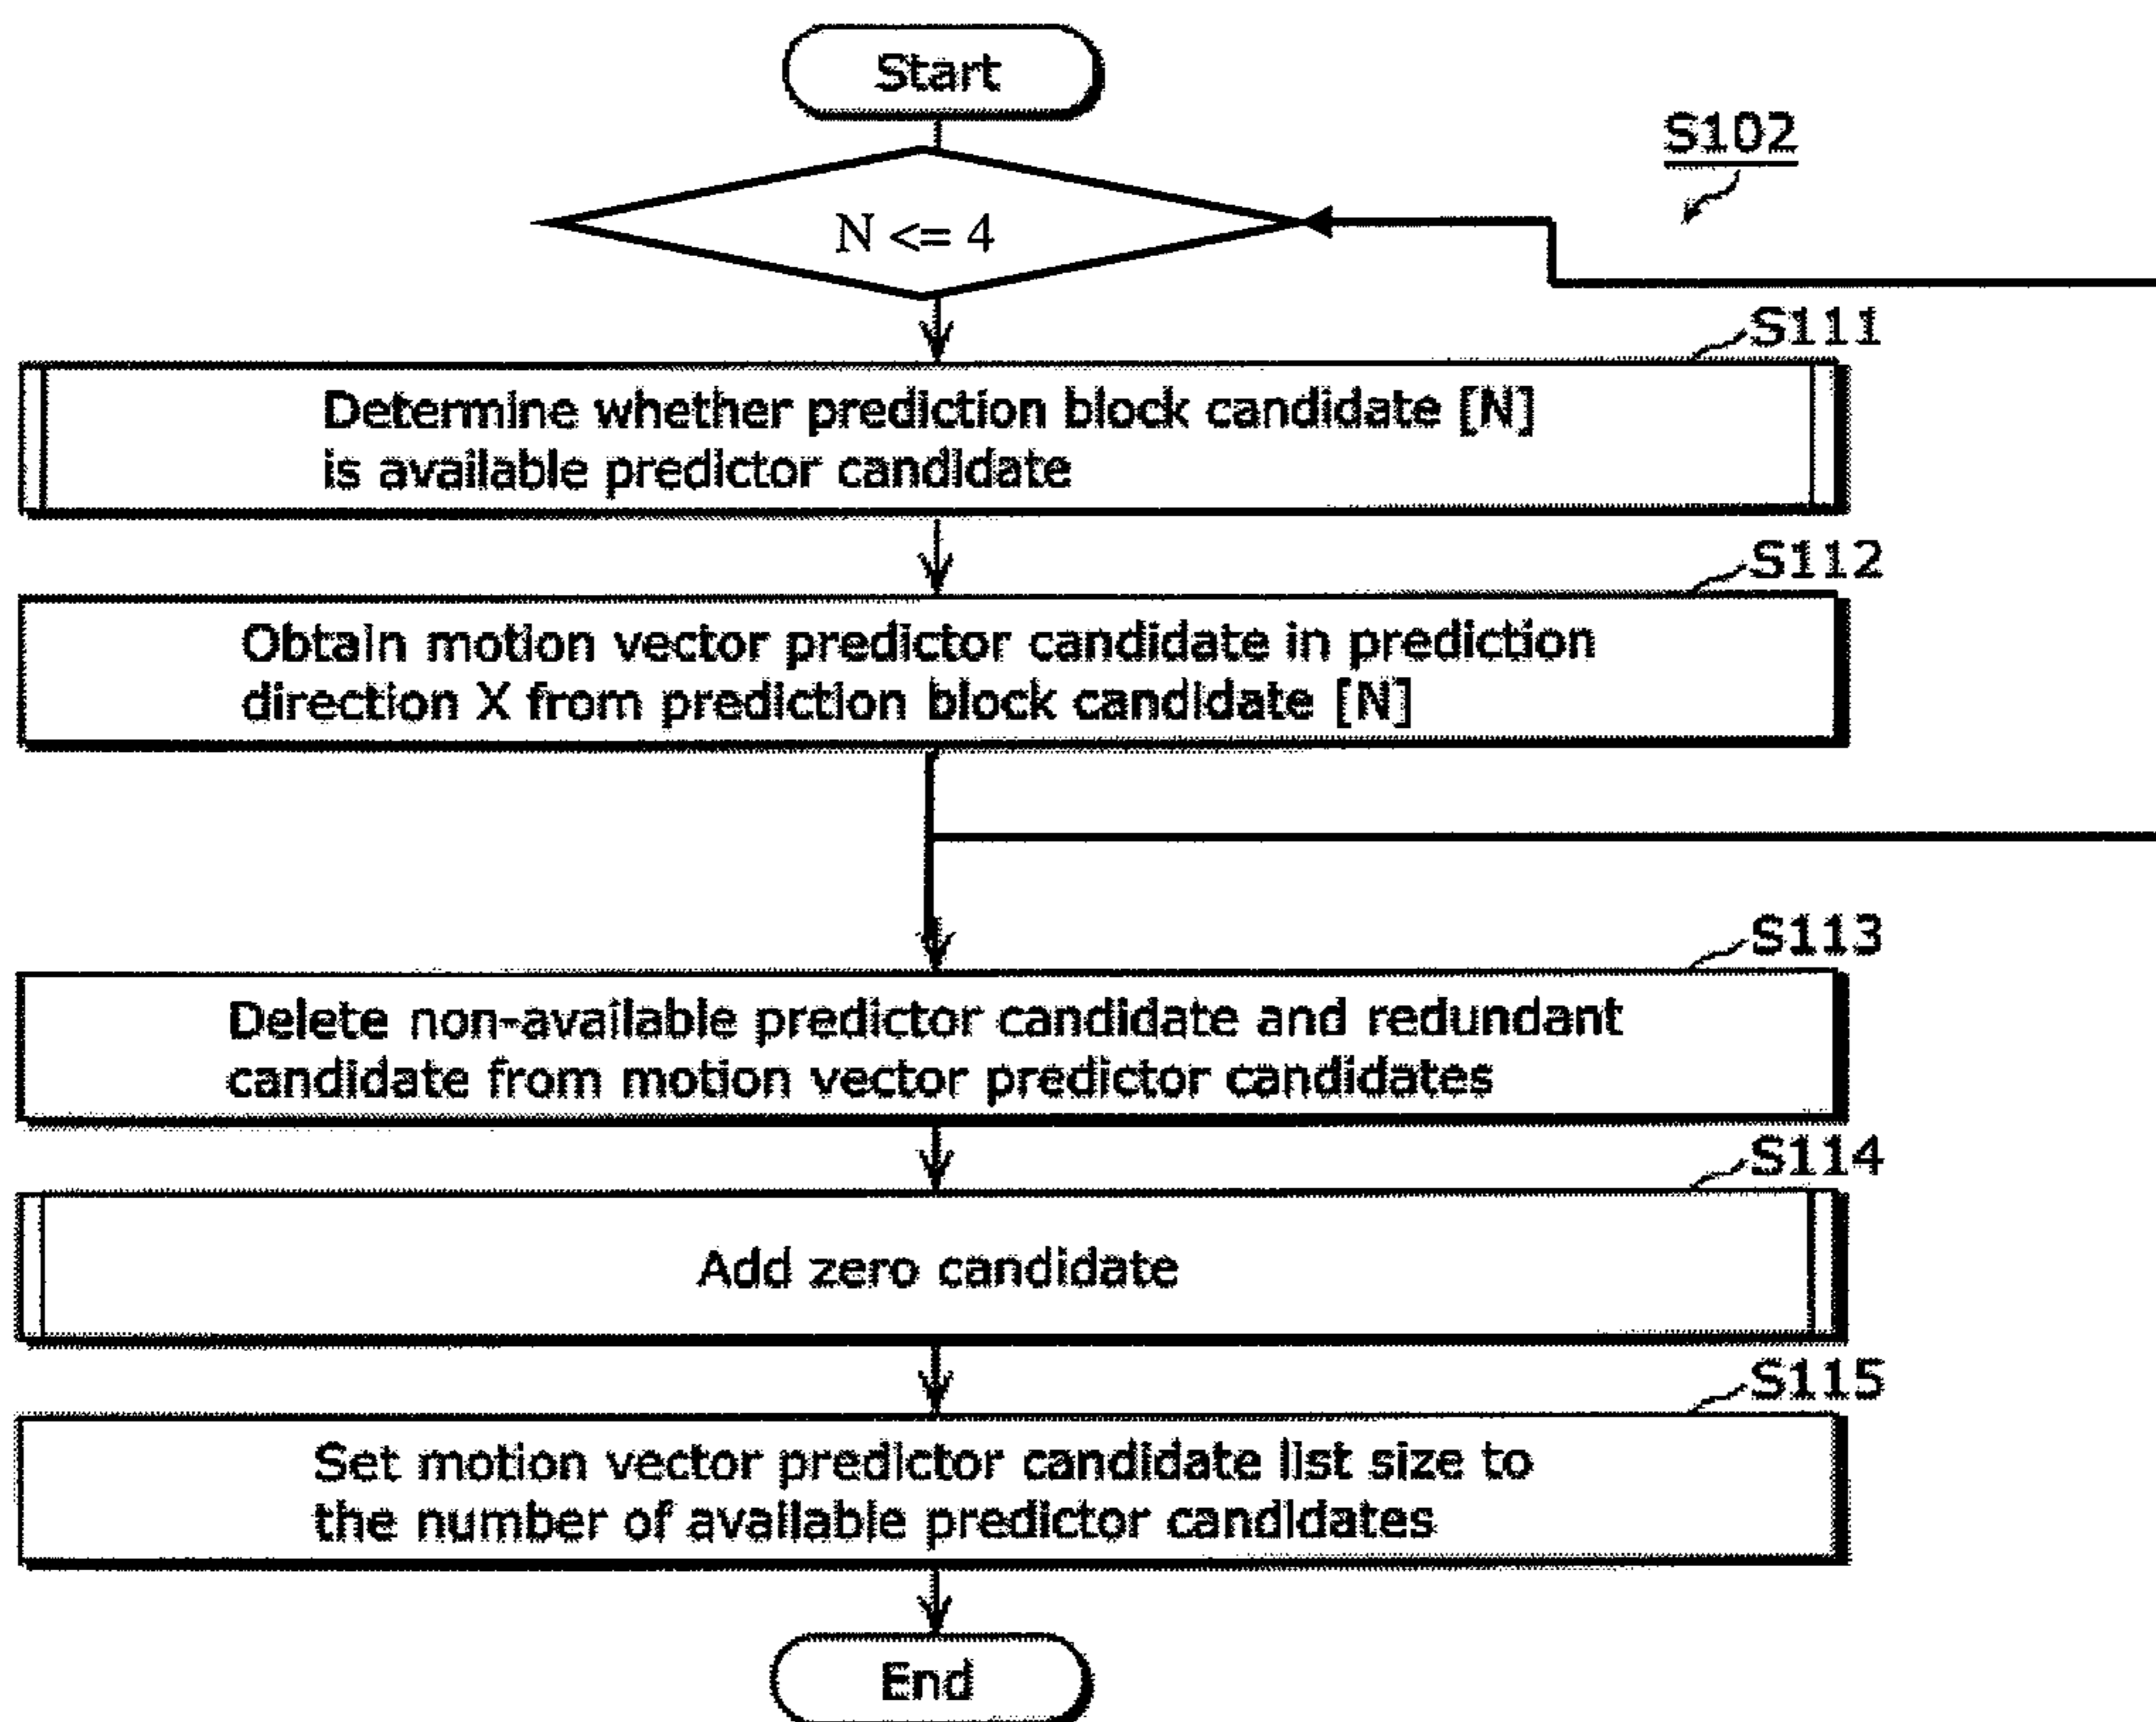 Start
S102
N <= 4
S111
Determine whether prediction block candidate [N]
is available predictor candidate
S112
Obtain motion vector predictor candidate in prediction
direction X from prediction block candidate [N]
S113
Delete non-available predictor candidate and redundant
candidate from motion vector predictor candidates
S114
Add zero candidate
S115
Set motion vector predictor candidate list size to
the number of available predictor candidates
End